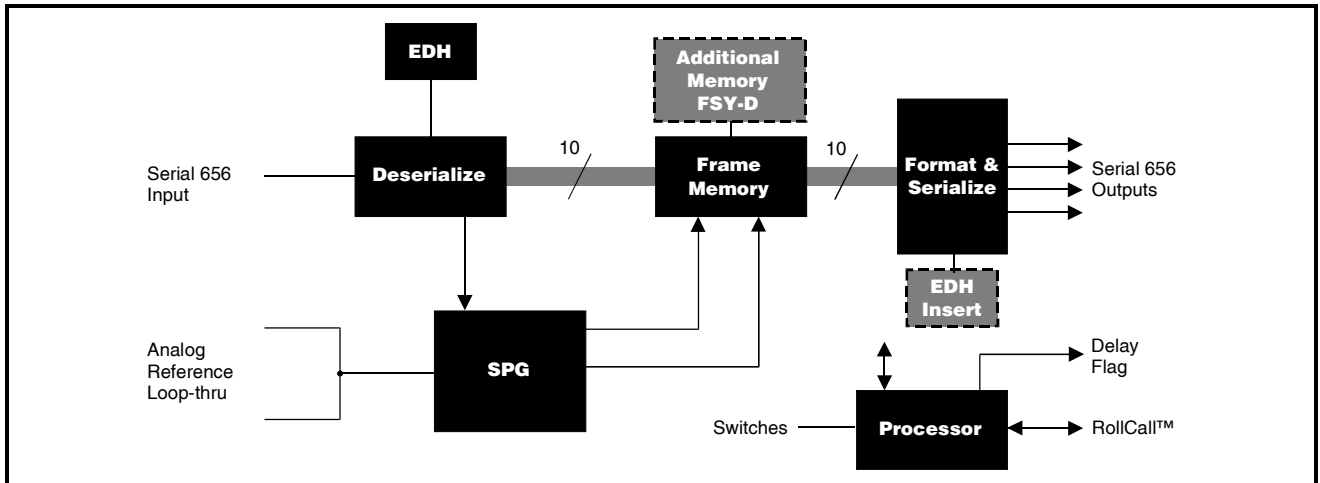 EDH
Additional
Memory
FSY-D
Serial 656
Input
Deserialize
10
Frame
Memory
10
Format &
Serialize
Serial 656
Outputs
EDH
Insert
Analog
Reference
Loop-thru
SPG
Delay
Flag
Switches
Processor
RollCall™